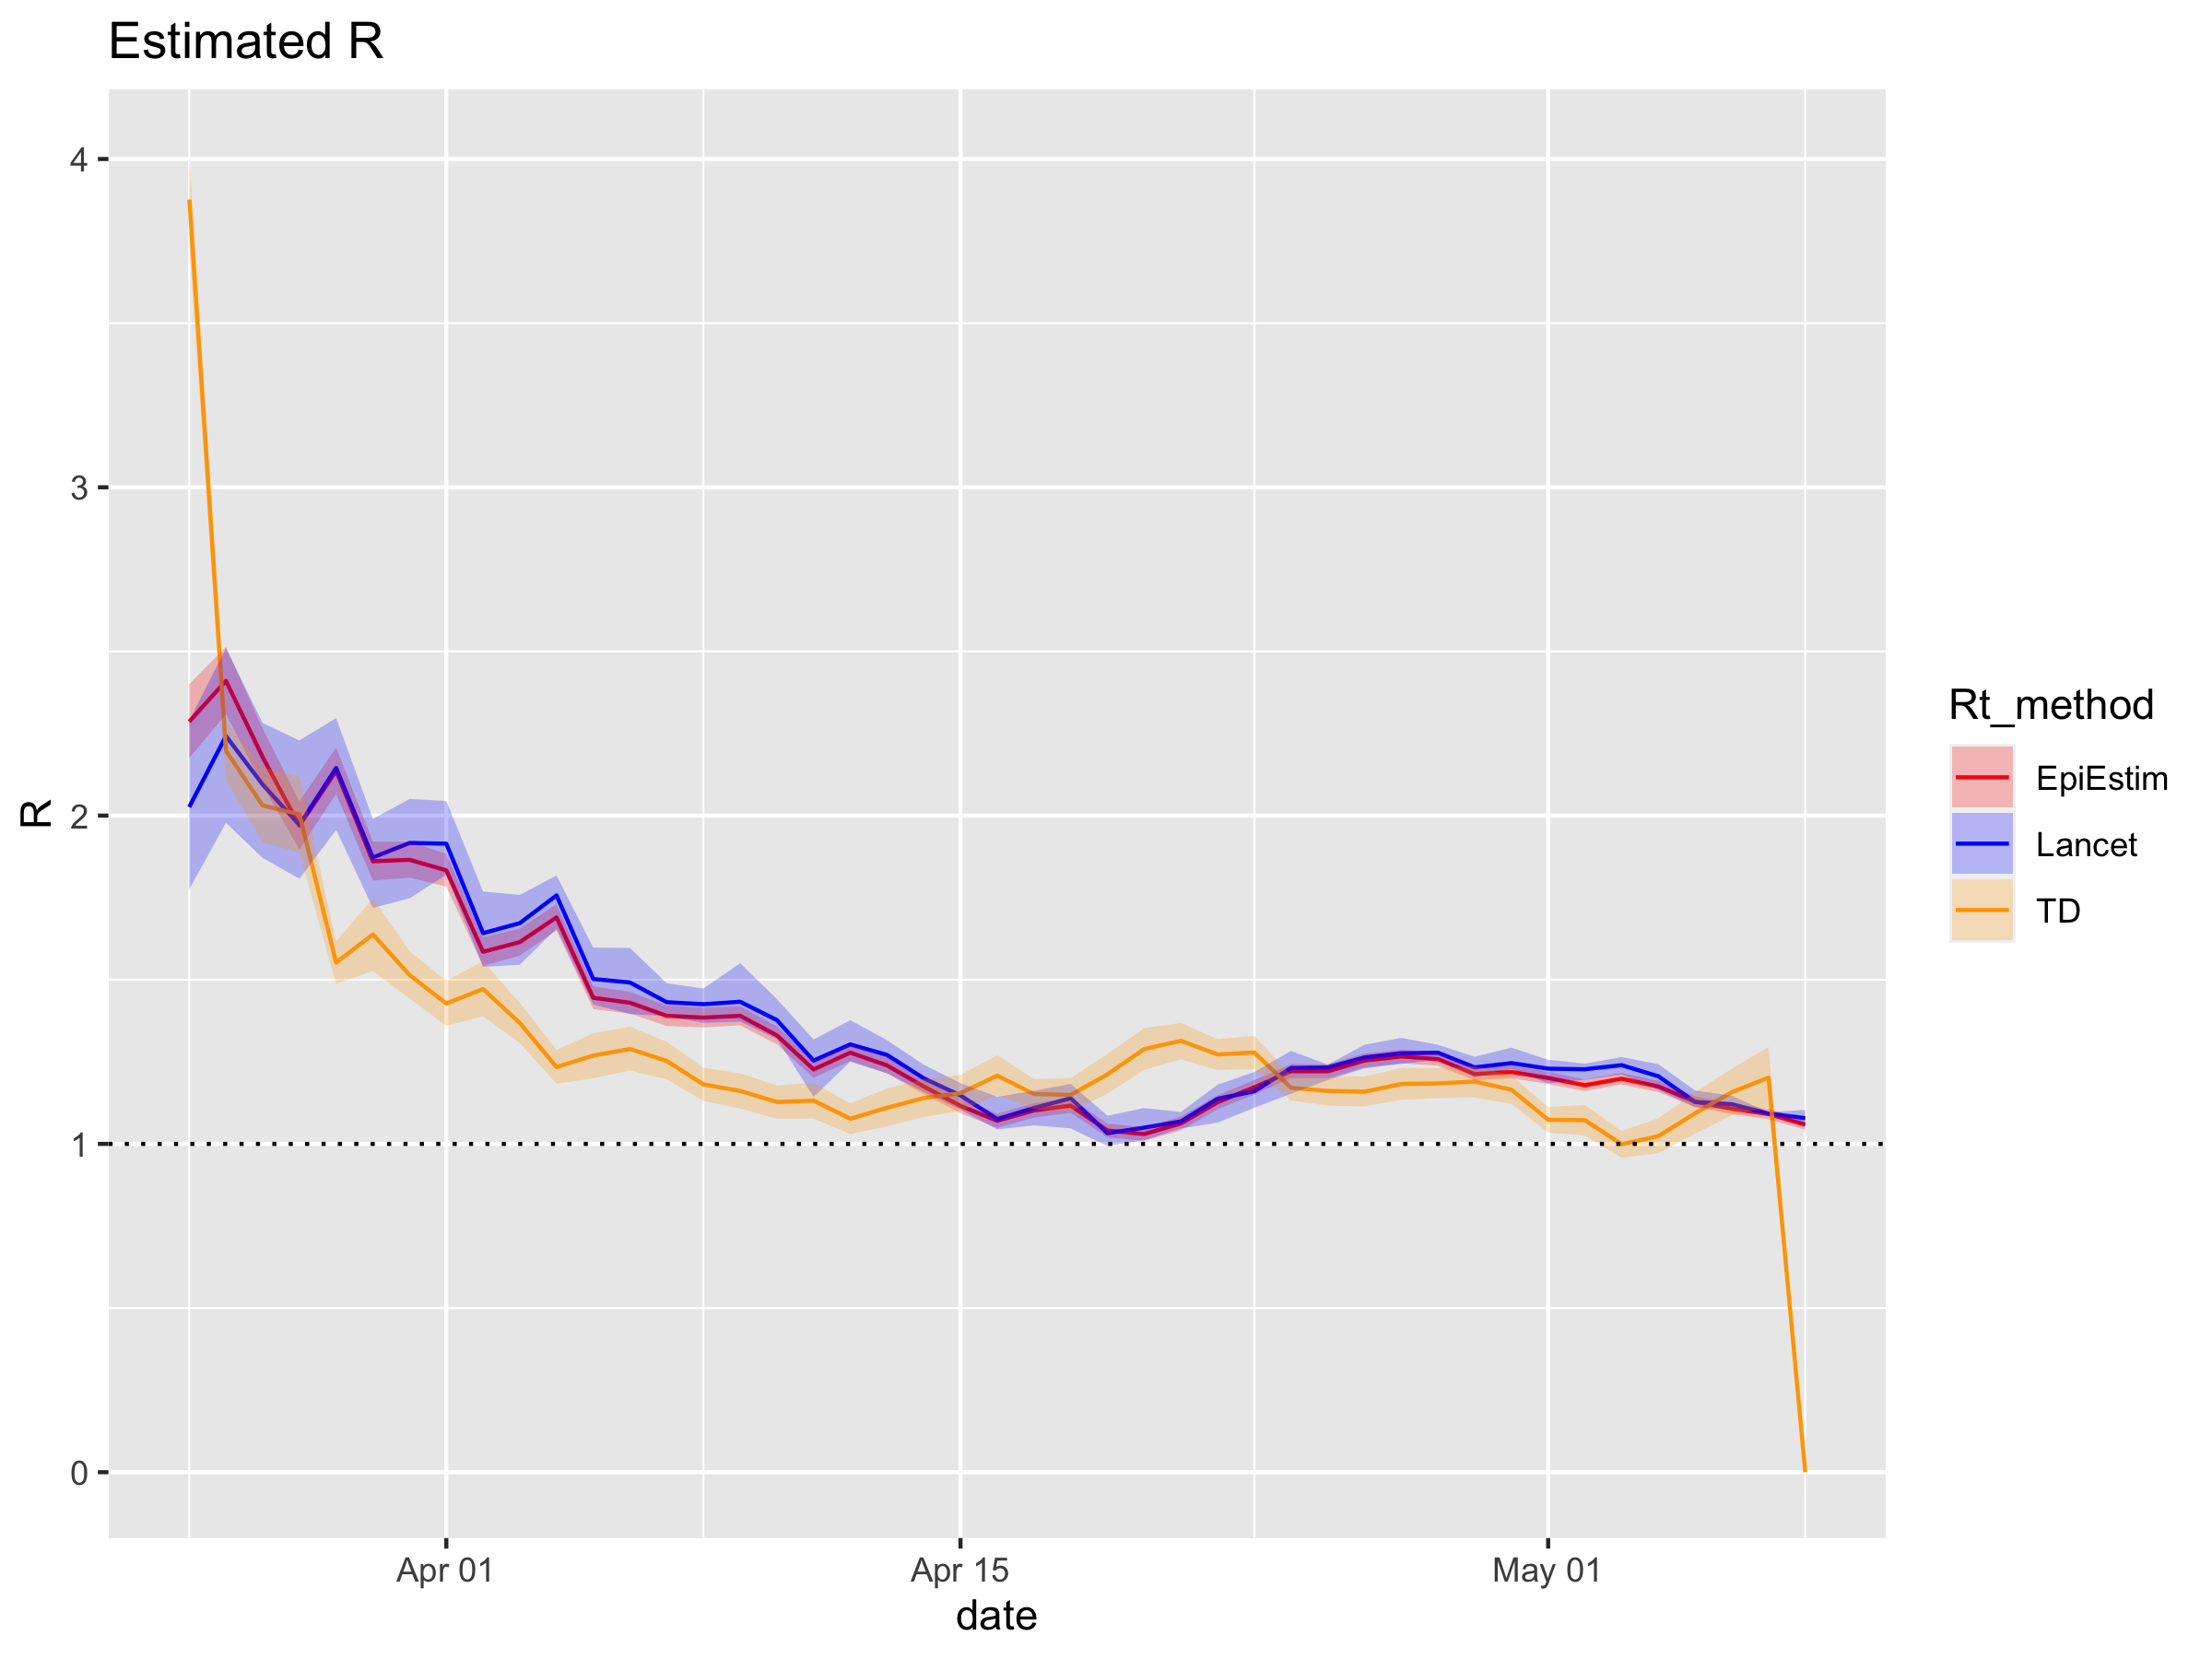 Estimated R
4
3
2
1
0
R
Apr 01
Apr 15
May 01
date
Rt_method
EpiEstim
Lancet
TD